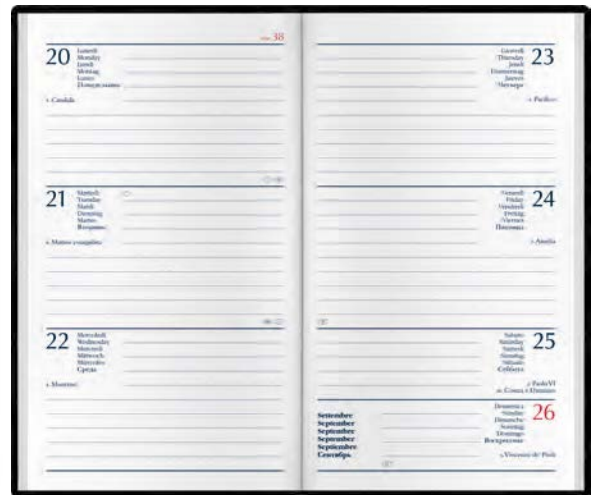 38
20
Lunedì
Monday
Lundi
Montag
Lunes
Понедельник
s. Candida
21
Martedì
Tuesday
Mardi
Dienstag
Martes
Вторник
s. Matteo evangelista
22
Mercoledì
Wednesday
Mercredi
Mittwoch
Miércoles
Среда
s. Maurizio
23
Giovedì
Thursday
Jeudi
Donnerstag
Jueves
Четверг
s. Pacifico
24
Venerdì
Friday
Vendredi
Freitag
Viernes
Пятница
s. Amelia
25
Sabato
Saturday
Samedi
Samstag
Sábado
Суббота
s. Paolo VI
ss. Cosma e Damiano
26
Domenica
Sunday
Dimanche
Sonntag
Domingo
Воскресенье
s. Vincenzo de' Paoli
Settembre
September
Septembre
September
Septiembre
Сентябрь